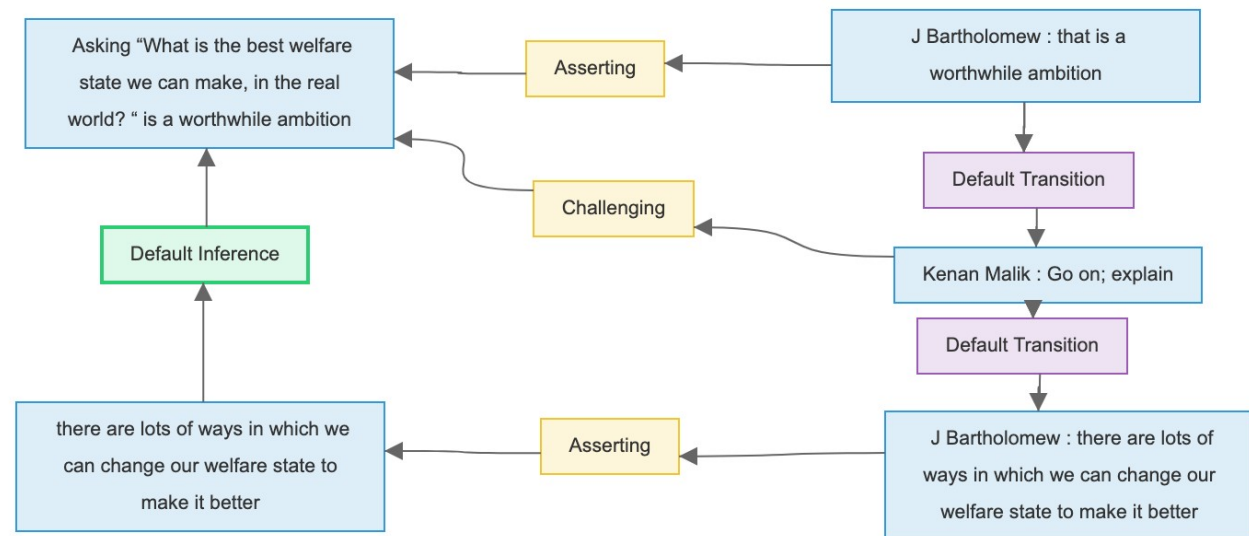 Asking “What is the best welfare
state we can make, in the real
world? “ is a worthwhile ambition
Asserting
J Bartholomew : that is a
worthwhile ambition
Default Transition
Challenging
Default Inference
Kenan Malik : Go on; explain
Default Transition
there are lots of ways in which we
can change our welfare state to
make it better
Asserting
J Bartholomew : there are lots of
ways in which we can change our
welfare state to make it better